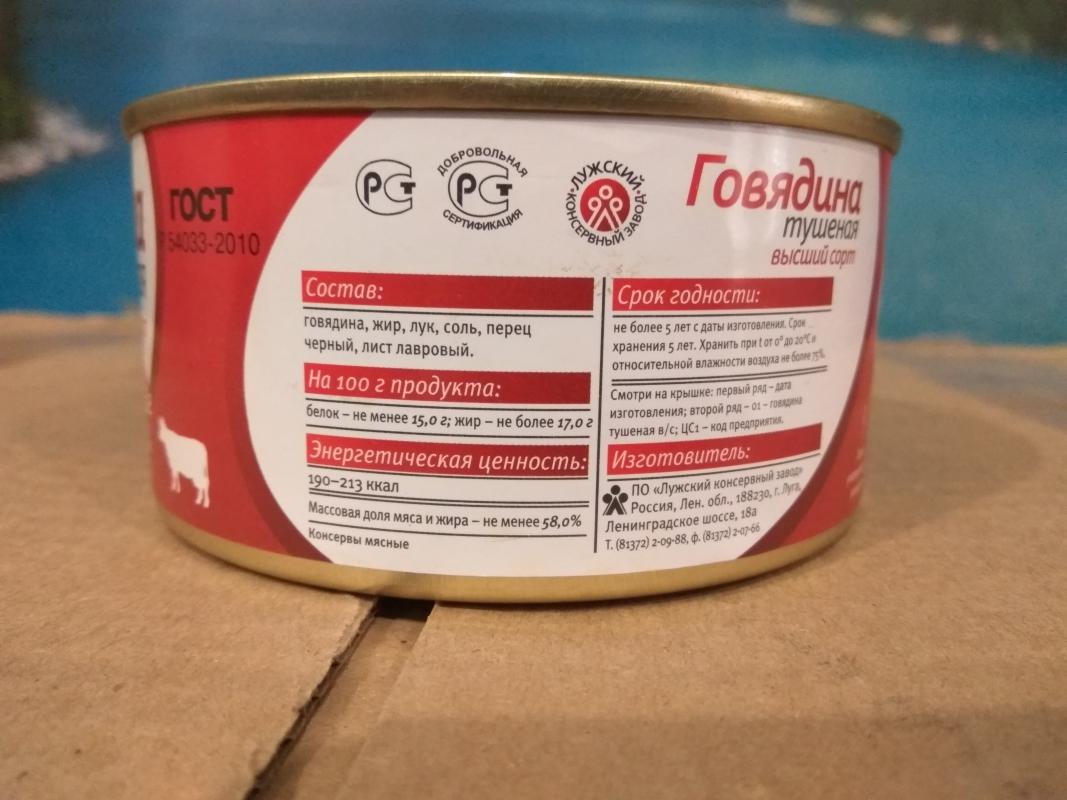 ГОСТ
Р 54033-2010
РСТ
ДОБРОВОЛЬНАЯ
РСТ
СЕРТИФИКАЦИЯ
ЛУЖСКИЙ
КОНСЕРВНЫЙ ЗАВОД
Говядина
тушеная
высший сорт
Состав:
говядина, жир, лук, соль, перец
черный, лист лавровый.
На 100 г продукта:
белок – не менее 15,0 г; жир – не более 17,0 г
Энергетическая ценность:
190–213 ккал
Массовая доля мяса и жира – не менее 58,0%
Консервы мясные
Срок годности:
не более 5 лет с даты изготовления. Срок
хранения 5 лет. Хранить при t от 0° до 20°С и
относительной влажности воздуха не более 75%.
Смотри на крышке: первый ряд – дата
изготовления; второй ряд – 01 – говядина
тушеная в/с; ЦС1 – код предприятия.
Изготовитель:
ПО «Лужский консервный завод»
Россия, Лен. обл., 188230, г. Луга,
Ленинградское шоссе, 18а
Т. (81372) 2-09-88, ф. (81372) 2-07-66